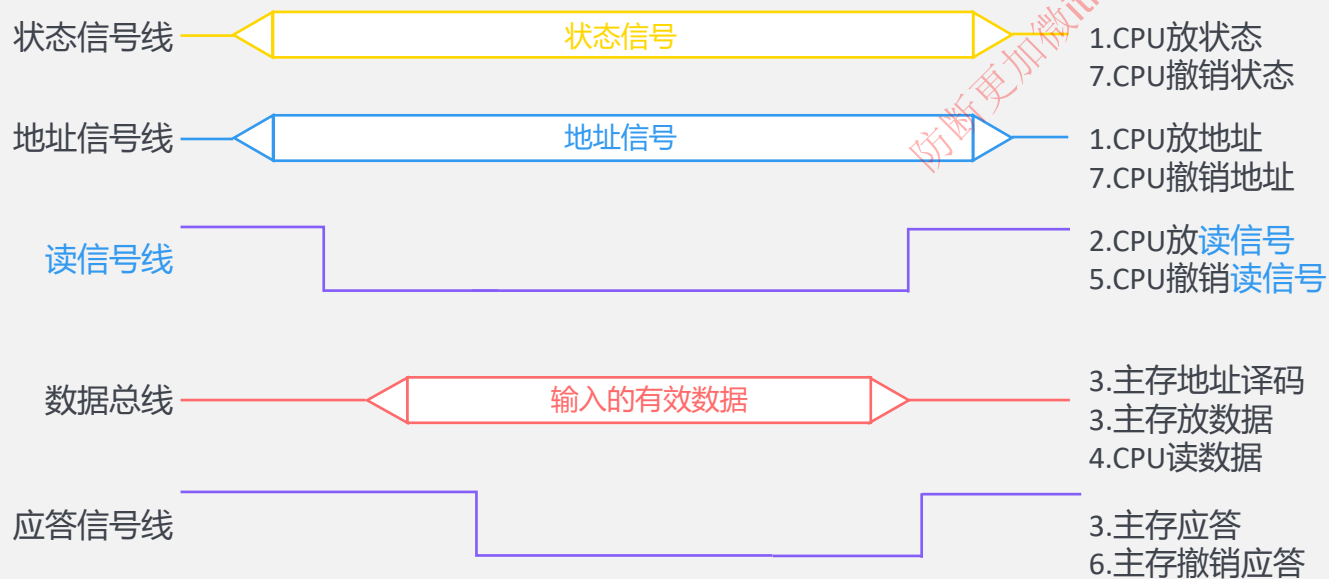 状态信号线
状态信号
1.CPU放状态
7.CPU撤销状态
地址信号线
地址信号
1.CPU放地址
7.CPU撤销地址
读信号线
2.CPU放读信号
5.CPU撤销读信号
数据总线
输入的有效数据
3.主存地址译码
3.主存放数据
4.CPU读数据
应答信号线
3.主存应答
6.主存撤销应答
防断更加微